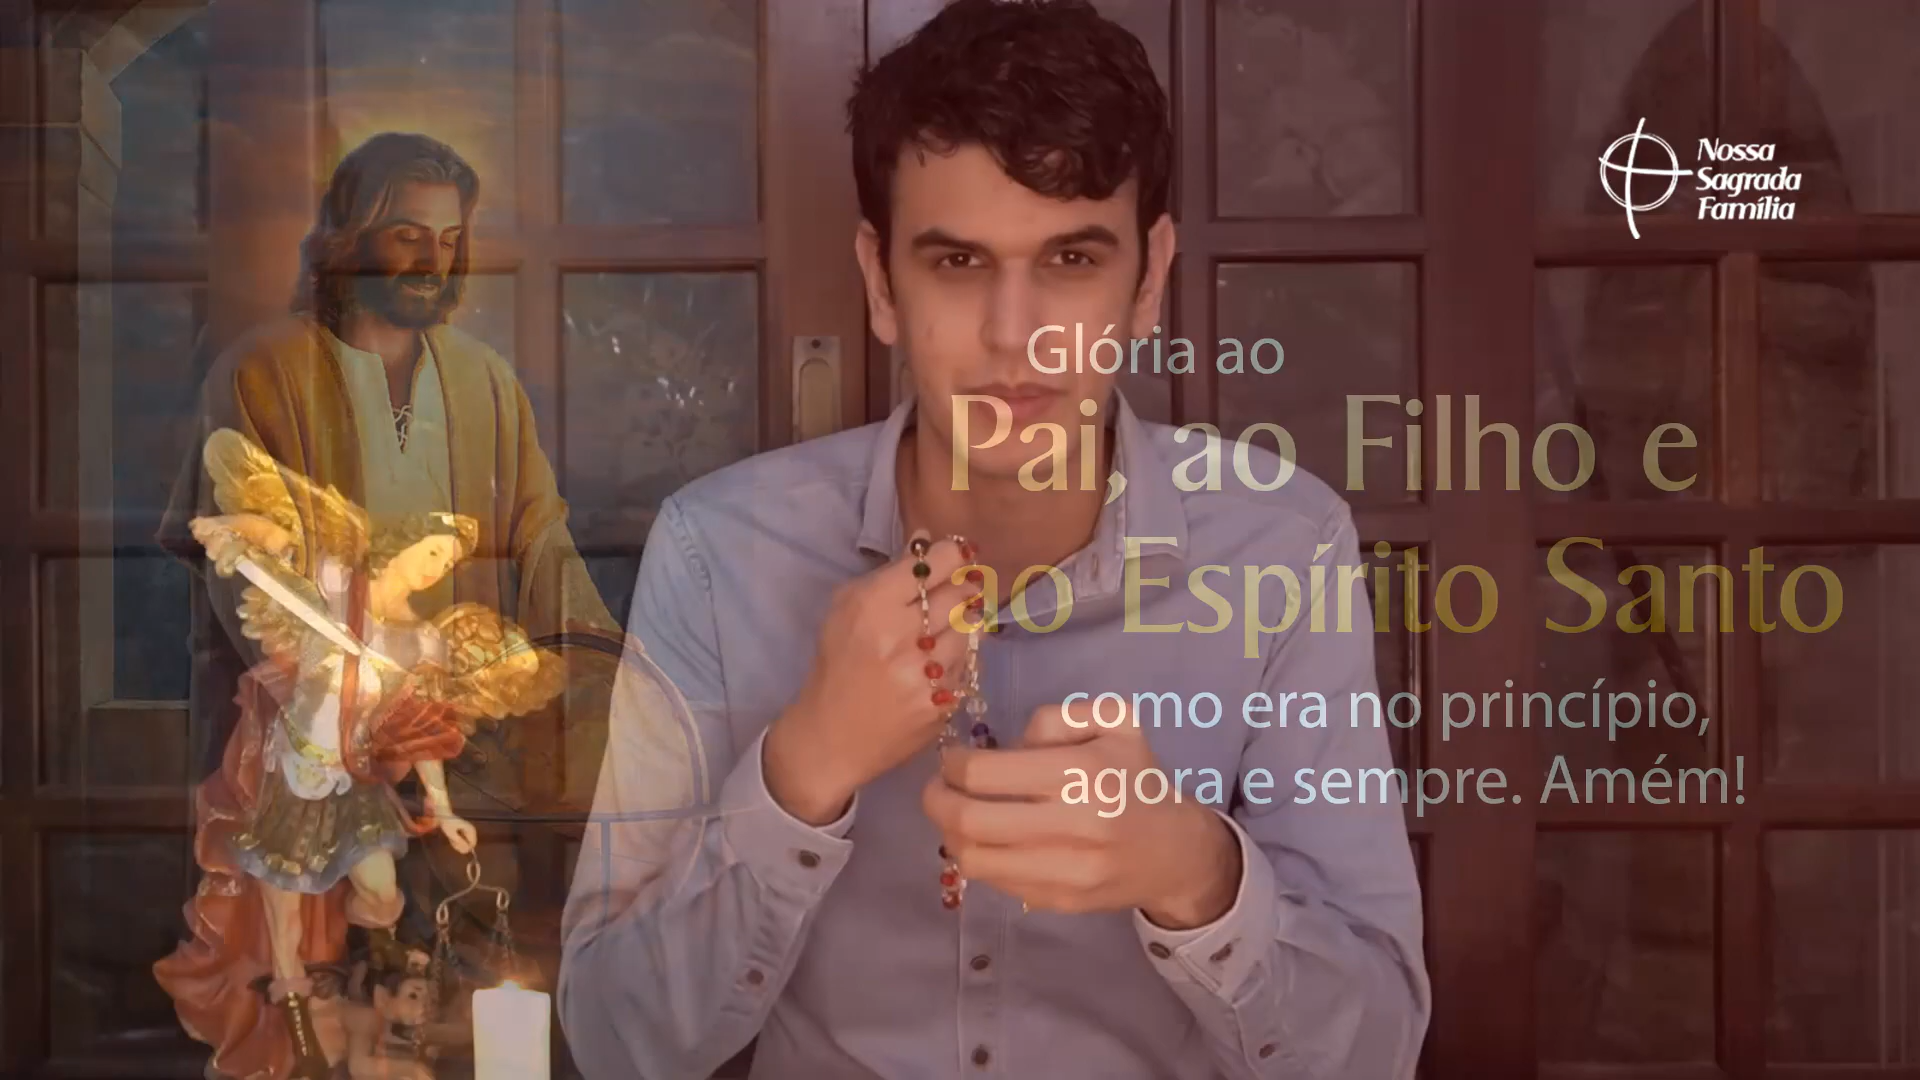 Nossa
Sagrada
Família
Glória ao
Pai, ao Filho e
ao Espírito Santo
como era no princípio,
agora e sempre. Amém!